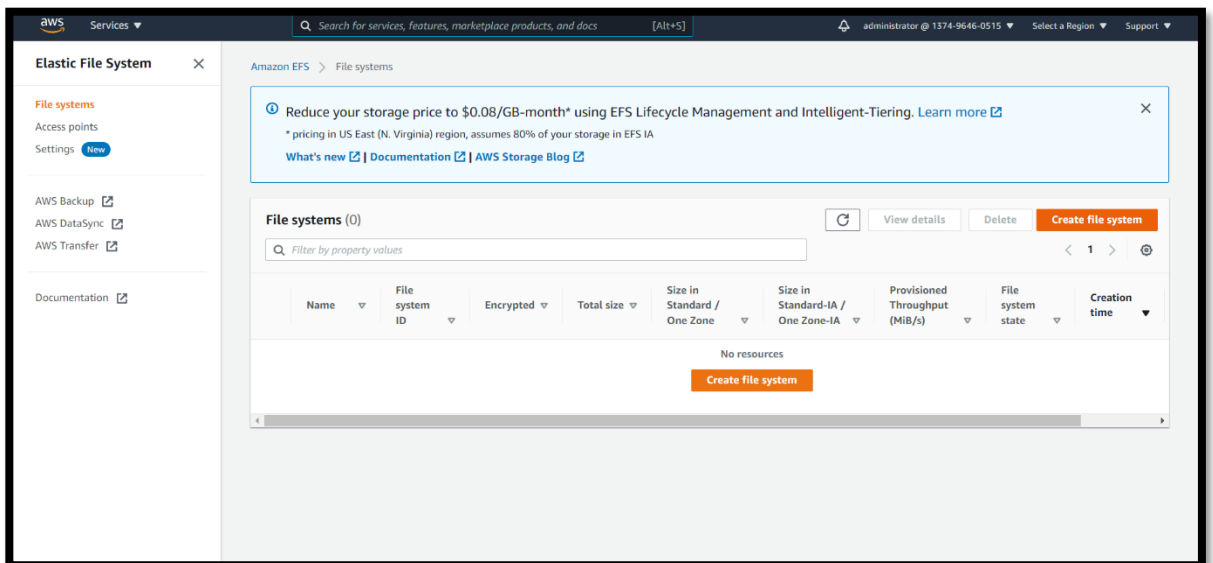 aws Services ▼ Search for services, features, marketplace products, and docs [Alt+S] administrator @ 1374-9646-0515 ▼ Select a Region ▼ Support ▼
Elastic File System
File systems
Access points
Settings New
AWS Backup
AWS DataSync
AWS Transfer
Documentation
Amazon EFS > File systems
Reduce your storage price to $0.08/GB-month* using EFS Lifecycle Management and Intelligent-Tiering. Learn more
* pricing in US East (N. Virginia) region, assumes 80% of your storage in EFS IA
What's new | Documentation | AWS Storage Blog
File systems (0) View details Delete Create file system
Filter by property values < 1 >
Name File system ID Encrypted Total size Size in Standard / One Zone Size in Standard-IA / One Zone-IA Provisioned Throughput (MiB/s) File system state Creation time
No resources
Create file system